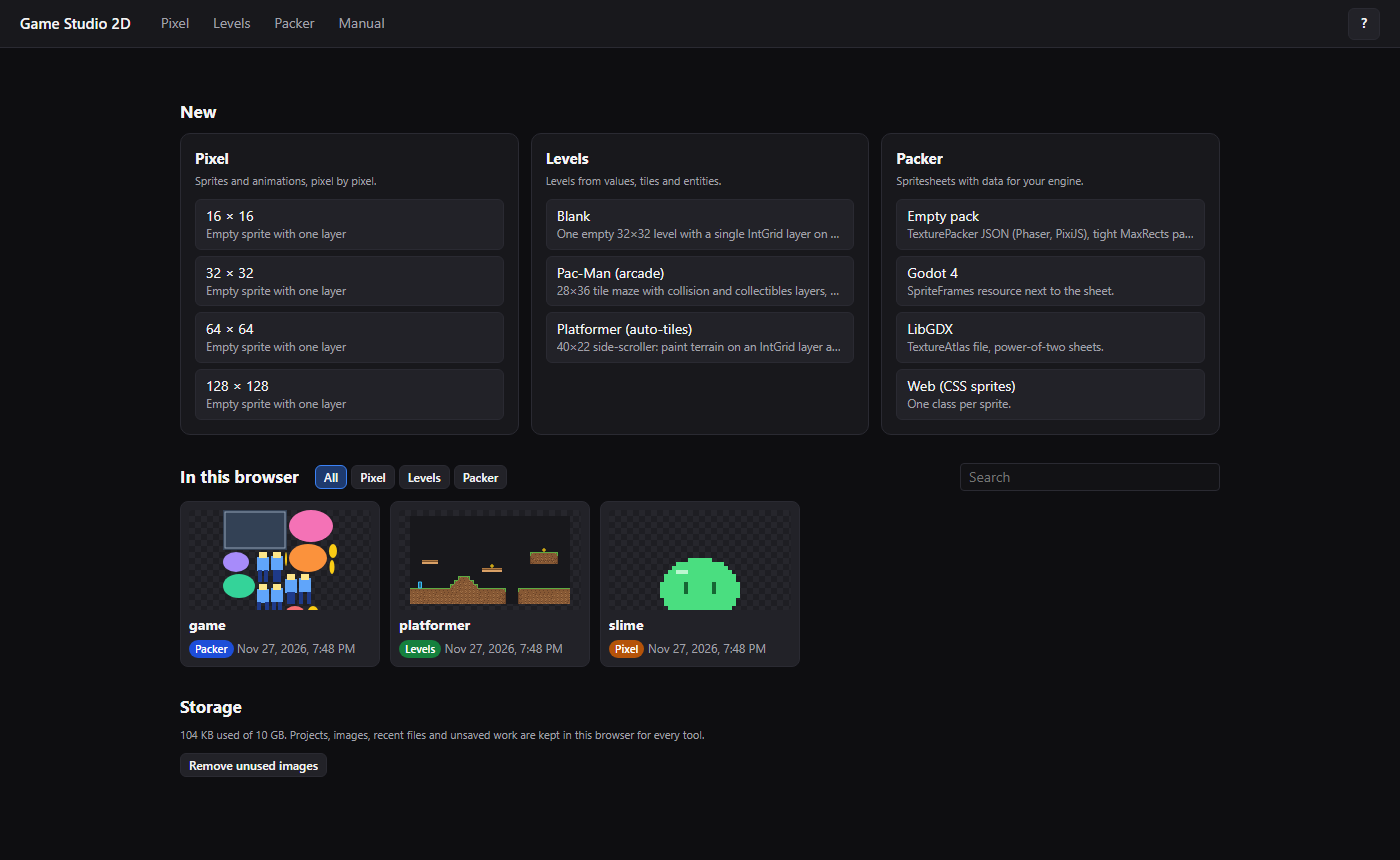 Game Studio 2D Pixel Levels Packer Manual ?
New
Pixel
Sprites and animations, pixel by pixel.
16 × 16
Empty sprite with one layer
32 × 32
Empty sprite with one layer
64 × 64
Empty sprite with one layer
128 × 128
Empty sprite with one layer
Levels
Levels from values, tiles and entities.
Blank
One empty 32×32 level with a single IntGrid layer on ...
Pac-Man (arcade)
28×36 tile maze with collision and collectibles layers, ...
Platformer (auto-tiles)
40×22 side-scroller: paint terrain on an IntGrid layer a...
Packer
Spritesheets with data for your engine.
Empty pack
TexturePacker JSON (Phaser, PixiJS), tight MaxRects pa...
Godot 4
SpriteFrames resource next to the sheet.
LibGDX
TextureAtlas file, power-of-two sheets.
Web (CSS sprites)
One class per sprite.
In this browser All Pixel Levels Packer Search
game
Packer Nov 27, 2026, 7:48 PM
platformer
Levels Nov 27, 2026, 7:48 PM
slime
Pixel Nov 27, 2026, 7:48 PM
Storage
104 KB used of 10 GB. Projects, images, recent files and unsaved work are kept in this browser for every tool.
Remove unused images